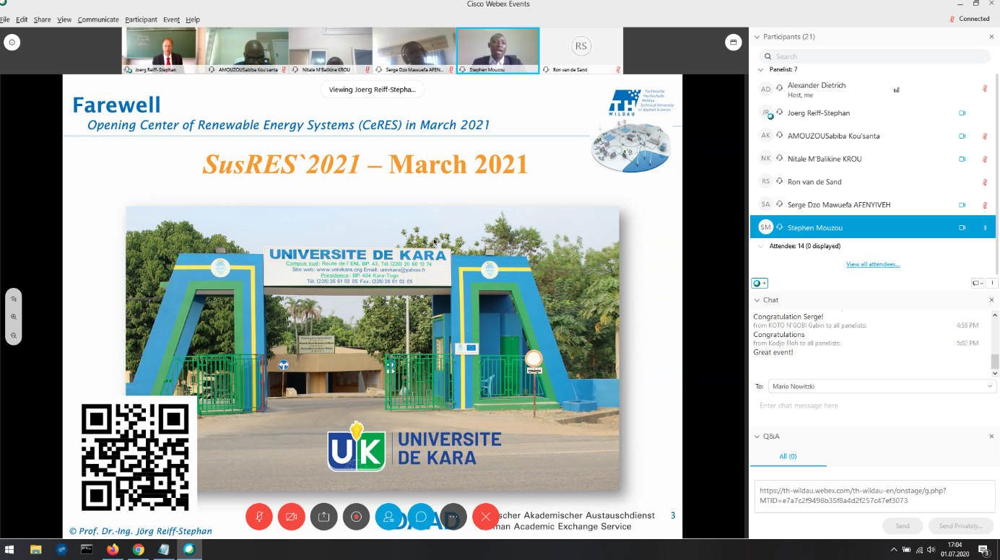 Cisco Webex Events
File Edit Share View Communicate Participant Event Help
Connected
Joerg Reiff-Stephan
AMOUZOUSabiba Kou'santa
Nitale M'Balikine KROU
Serge Dzo Mawuefa AFEN...
Stephen Mouzou
RS
Ron van de Sand
Viewing Joerg Reiff-Stepha...
Farewell
Opening Center of Renewable Energy Systems (CeRES) in March 2021
TH
WILDAU
Technische
Hochschule
Wildau
Technical University
of Applied Sciences
SusRES`2021 – March 2021
UNIVERSITE DE KARA
Campus sud: Route de l' ENI, BP. 43, Tél.(228) 26 60 12 74
Site web: www.univkara.org Email: univkara@yahoo.fr
Présidence: BP. 404 Kara-Togo
Tél. (228) 26 61 02 65 Fax: (228) 26 61 02 65
UK
UNIVERSITE
DE KARA
scher Akademischer Austauschdienst
man Academic Exchange Service
3
© Prof. Dr.-Ing. Jörg Reiff-Stephan
Participants (21)
Search
Panelist: 7
AD Alexander Dietrich
Host, me
JR Joerg Reiff-Stephan
AK AMOUZOUSabiba Kou'santa
NK Nitale M'Balikine KROU
RS Ron van de Sand
SA Serge Dzo Mawuefa AFENYIVEH
SM Stephen Mouzou
Attendee: 14 (0 displayed)
View all attendees...
Chat
Congratulation Serge!
from KOTO N'GOBI Gabin to all panelists: 4:58 PM
Congratulations
from Kodjo Eloh to all panelists: 5:02 PM
Great event!
To: Mario Nowitzki
Enter chat message here
Q&A
All (0)
https://th-wildau.webex.com/th-wildau-en/onstage/g.php?
MTID=e7a7c2f9498b35f8a4d2f257c47ef3073
Send
Send Privately...
17:04
01.07.2020
3